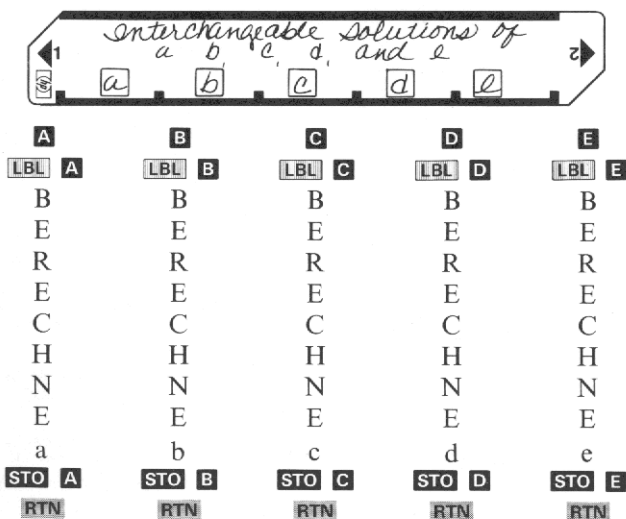 Interchangeable Solutions of
a b, c, d, and e
1 2
hp a b c d e
A B C D E
LBL A LBL B LBL C LBL D LBL E
B B B B B
E E E E E
R R R R R
E E E E E
C C C C C
H H H H H
N N N N N
E E E E E
a b c d e
STO A STO B STO C STO D STO E
RTN RTN RTN RTN RTN